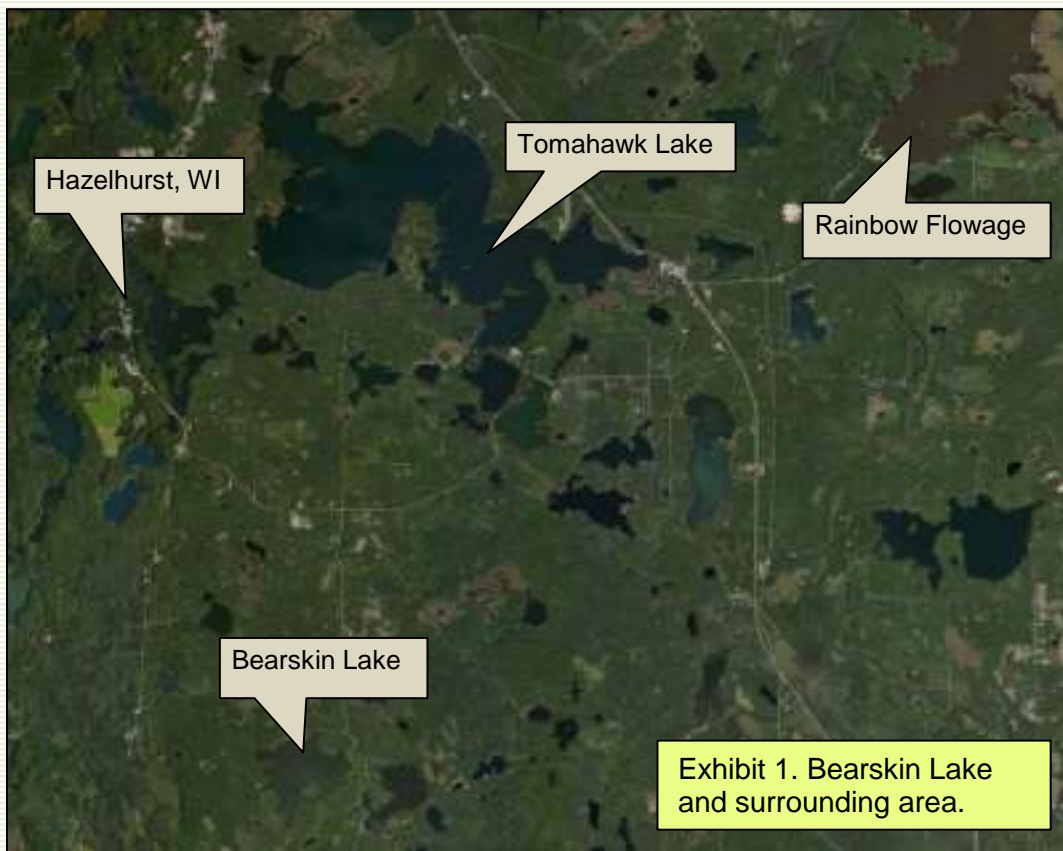 Tomahawk Lake
Hazelhurst, WI
Rainbow Flowage
Bearskin Lake
Exhibit 1. Bearskin Lake
and surrounding area.